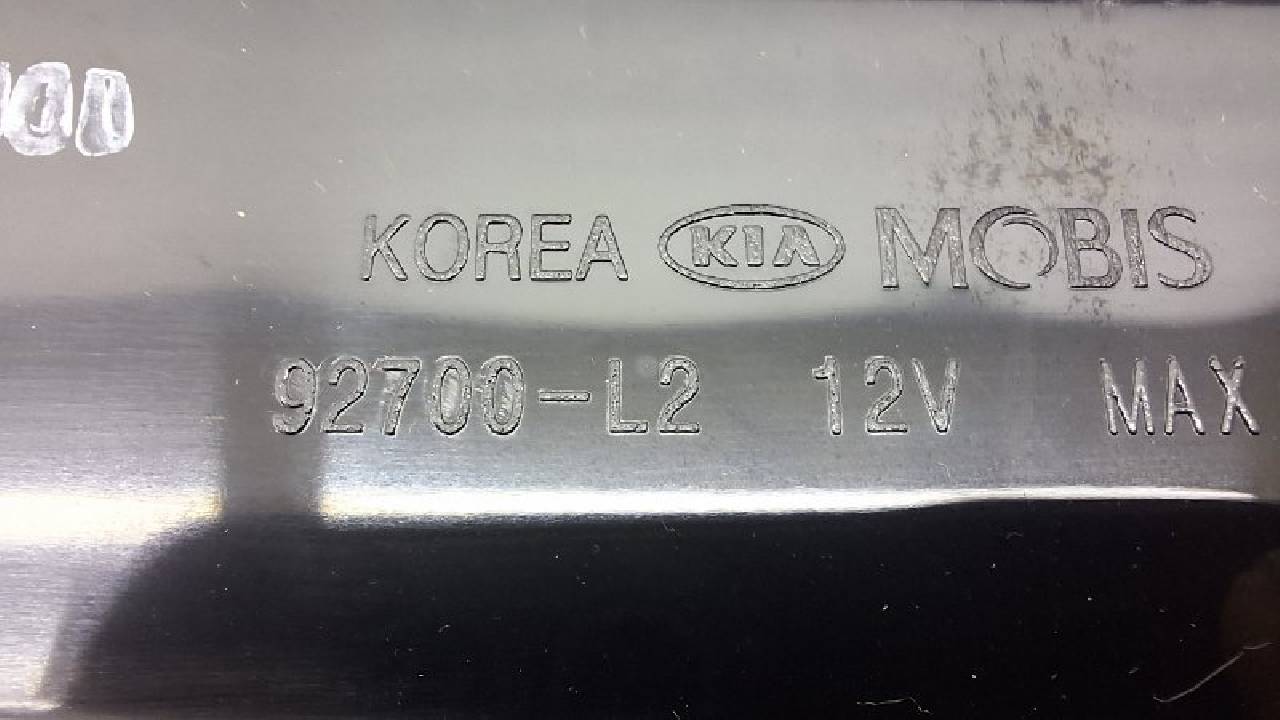 KOREA KIA MOBIS
92700-L2 12V MAX